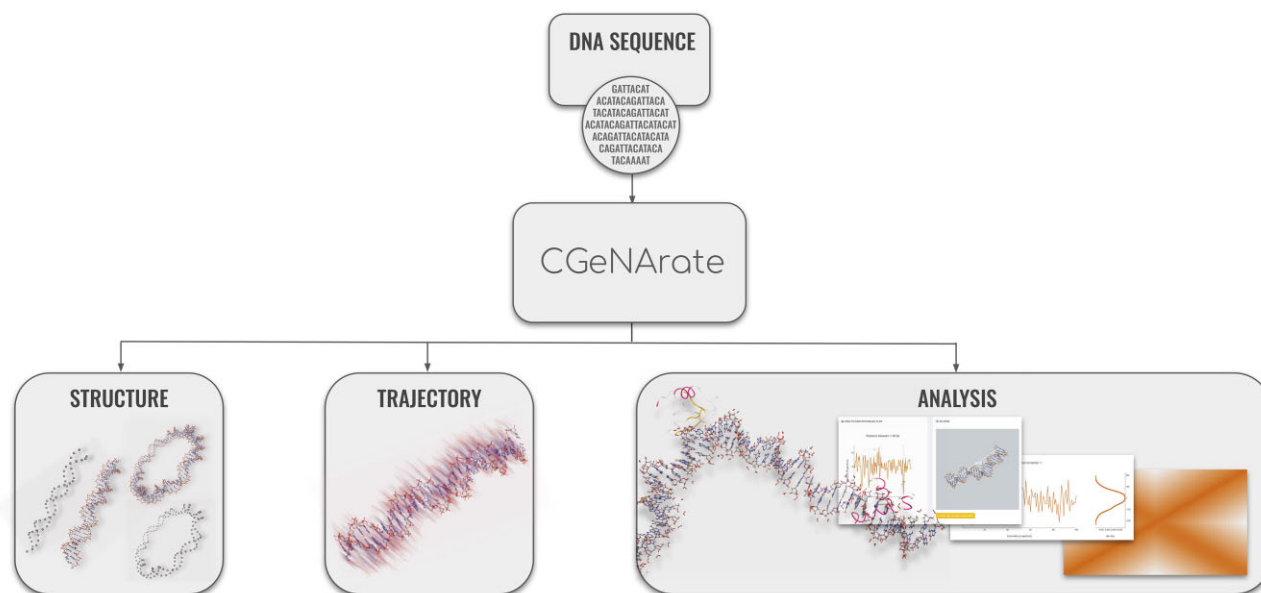 DNA SEQUENCE
GATTACAT
ACATACAGATTACA
TACATACAGATTACAT
ACATACAGATTACATACAT
ACAGATTACATACATA
CAGATTACATACA
TACAAAAT
CGeNArate
STRUCTURE
TRAJECTORY
ANALYSIS